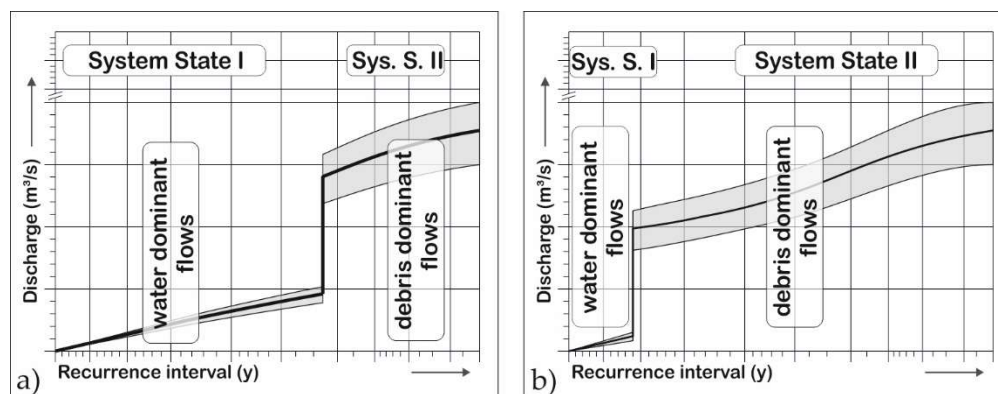 System State I
Sys. S. II
water dominant
flows
debris dominant
flows
Discharge (m³/s)
a)
Recurrence interval (y)
Sys. S. I
System State II
water dominant
flows
debris dominant
flows
Discharge (m³/s)
b)
Recurrence interval (y)